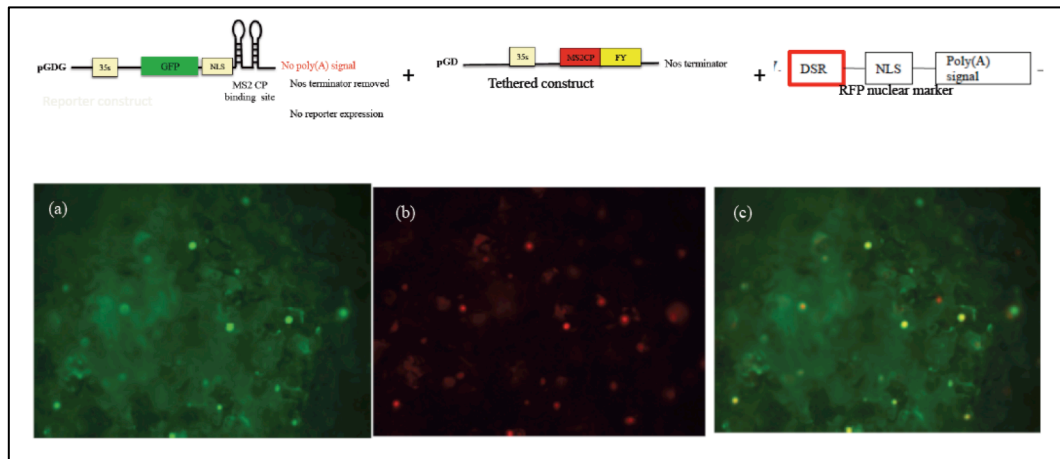 pGDG 35s GFP NLS No poly(A) signal
MS2 CP
binding site
Nos terminator removed
Reporter construct
No reporter expression
+
pGD 35s MS2CP FY Nos terminator
Tethered construct
+
DSR NLS Poly(A)
signal
RFP nuclear marker
(a) (b) (c)